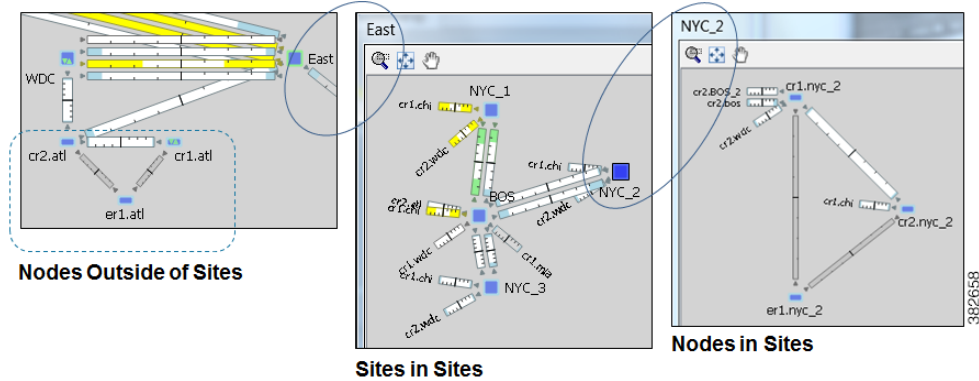 East
WDC
cr2.atl
cr1.atl
er1.atl
Nodes Outside of Sites
East
NYC_1
cr1.chi
cr2.wdc
cr1.chi
NYC_2
BOS
cr2.wdc
cr2.atl
cr1.chi
cr1.wdc
cr1.mia
cr1.chi
NYC_3
cr2.wdc
Sites in Sites
NYC_2
cr2.BOS_2
cr1.nyc_2
cr2.bos
cr2.wdc
cr1.chi
cr2.nyc_2
er1.nyc_2
Nodes in Sites
382658